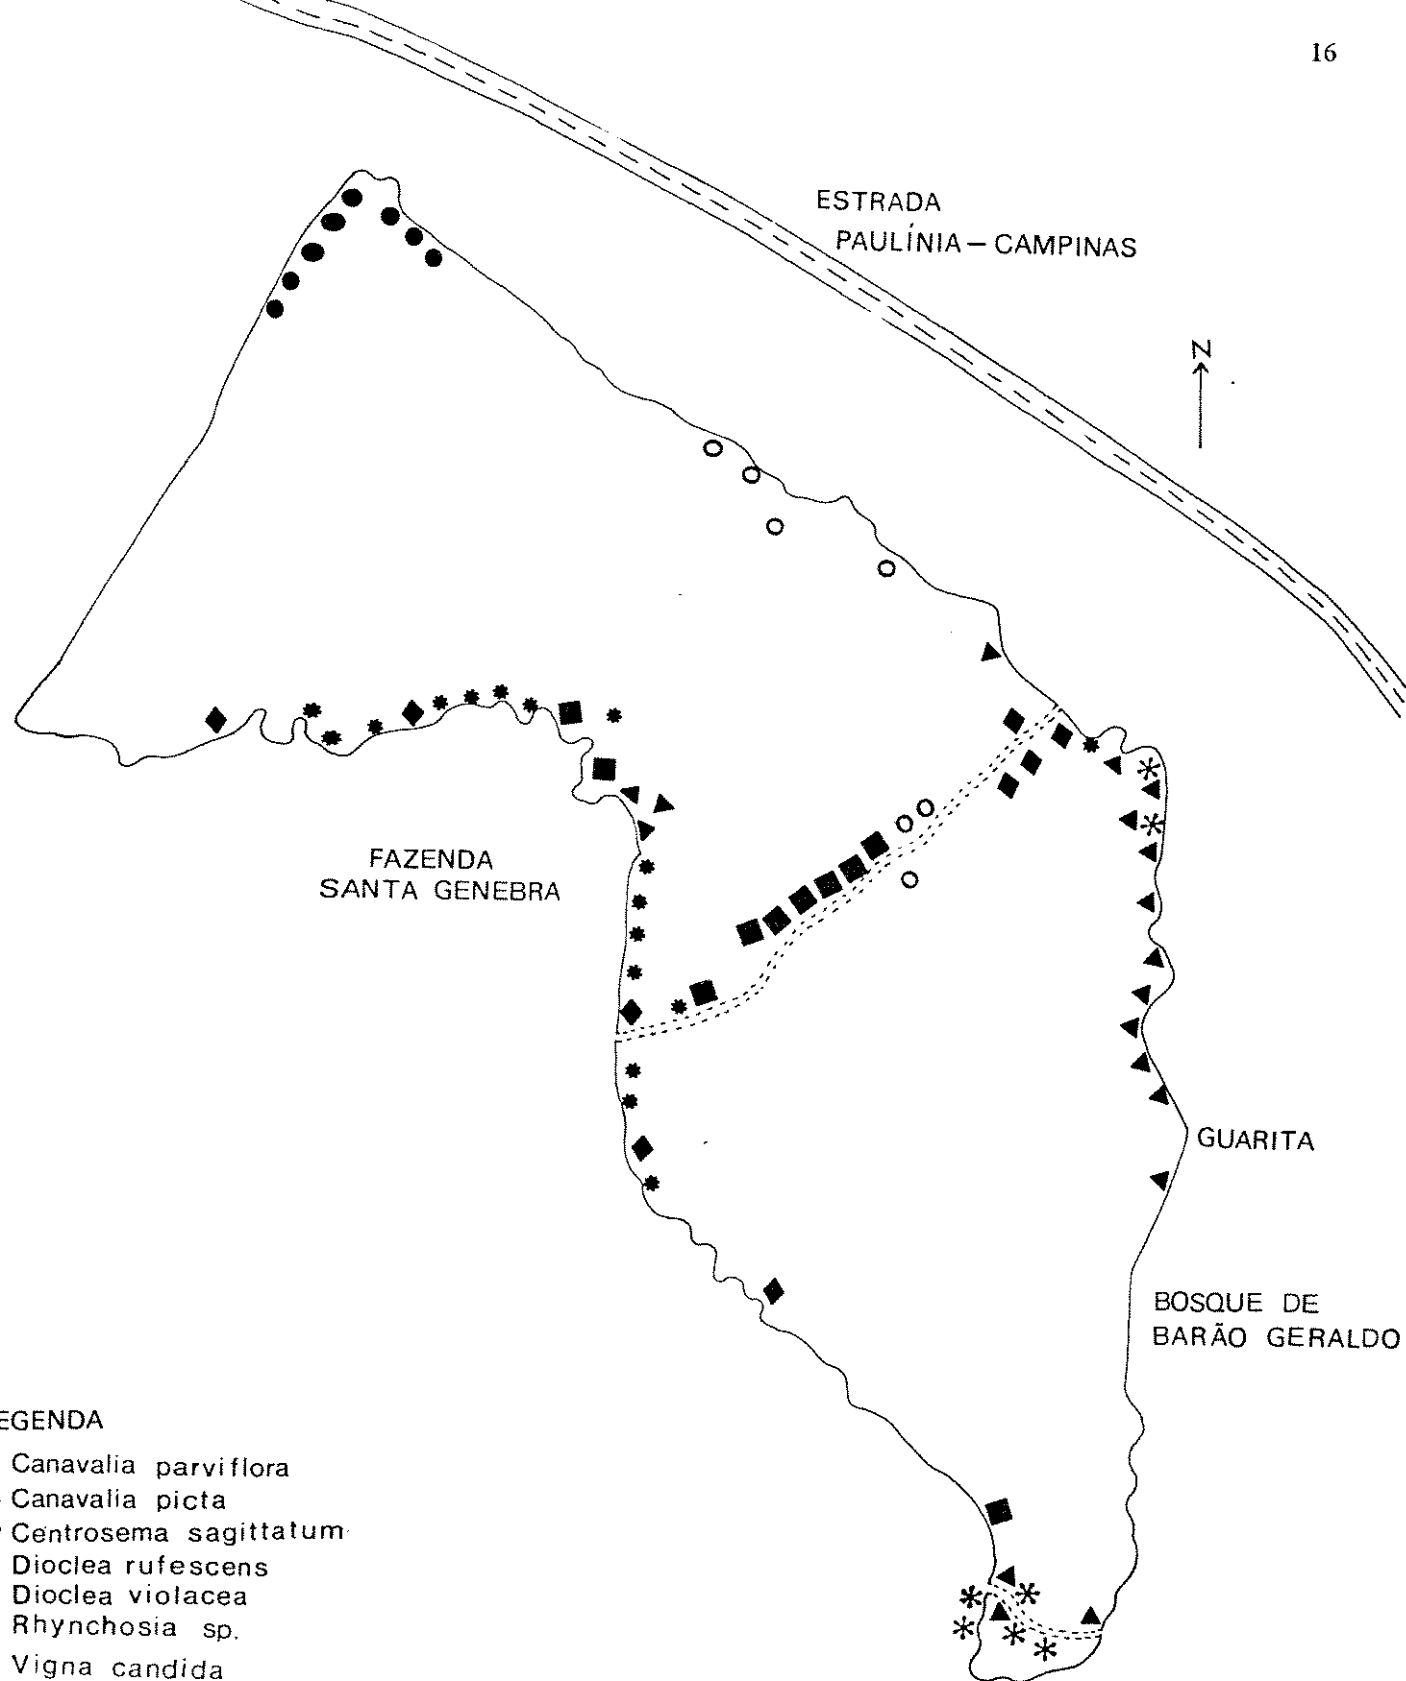 16
ESTRADA
PAULÍNIA – CAMPINAS
N
FAZENDA
SANTA GENEBRA
GUARITA
BOSQUE DE
BARÃO GERALDO
EGENDA
Canavalia parviflora
Canavalia picta
Centrosema sagittatum
Dioclea rufescens
Dioclea violacea
Rhynchosia sp.
Vigna candida